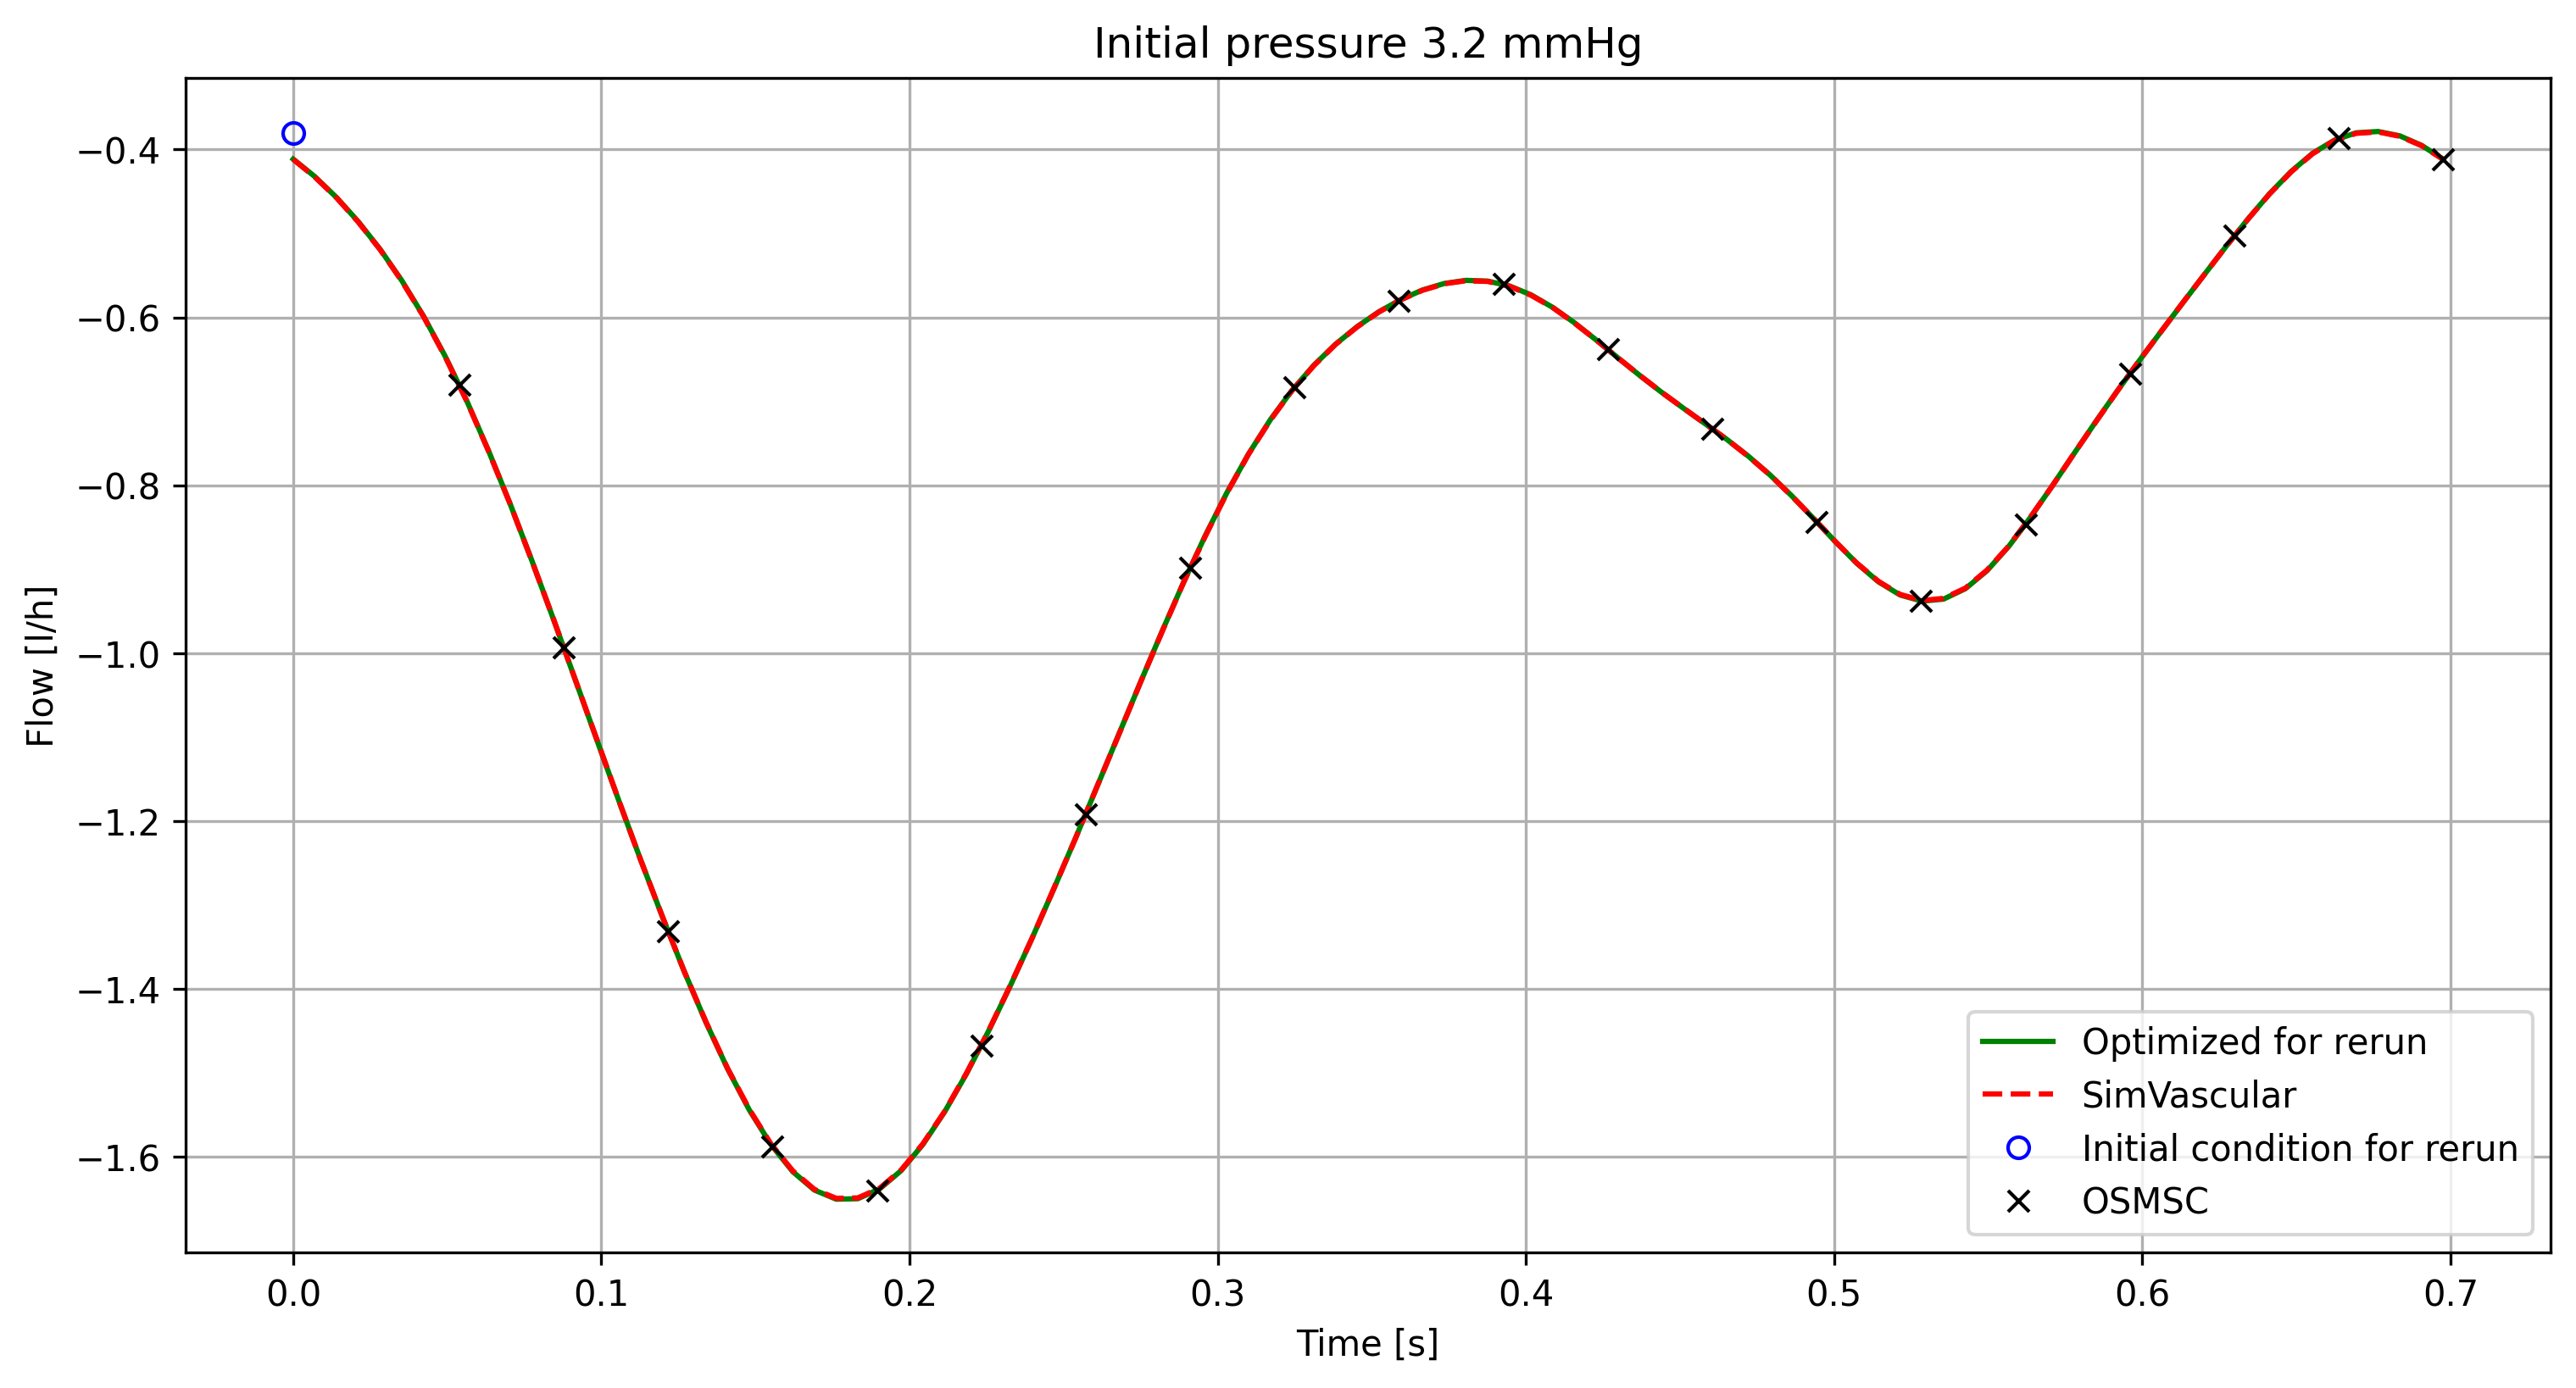 Initial pressure 3.2 mmHg
−0.4
−0.6
−0.8
−1.0
−1.2
−1.4
−1.6
Flow [l/h]
Optimized for rerun
SimVascular
Initial condition for rerun
OSMSC
0.0 0.1 0.2 0.3 0.4 0.5 0.6 0.7
Time [s]